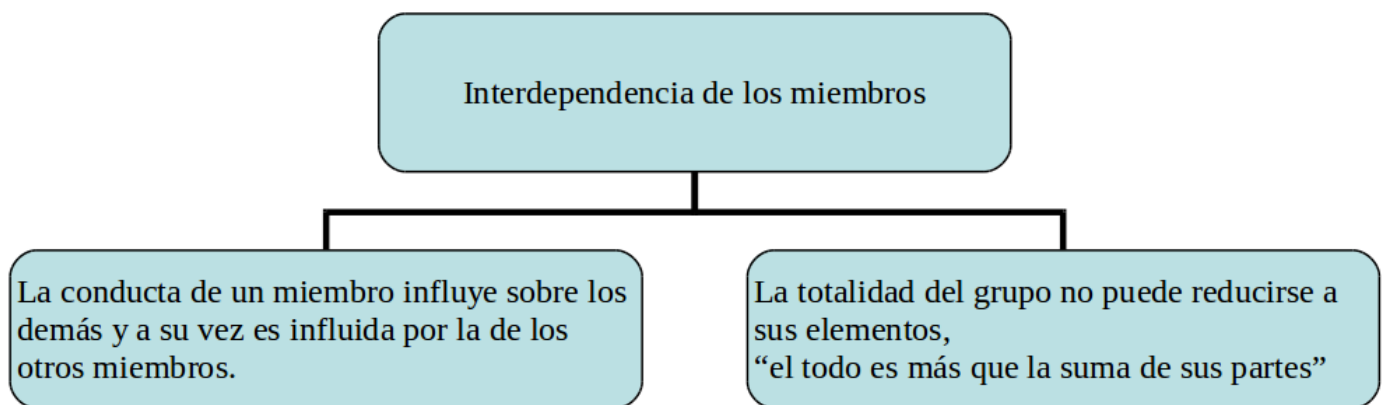 Interdependencia de los miembros
La conducta de un miembro influye sobre los
demás y a su vez es influida por la de los
otros miembros.
La totalidad del grupo no puede reducirse a
sus elementos,
“el todo es más que la suma de sus partes”